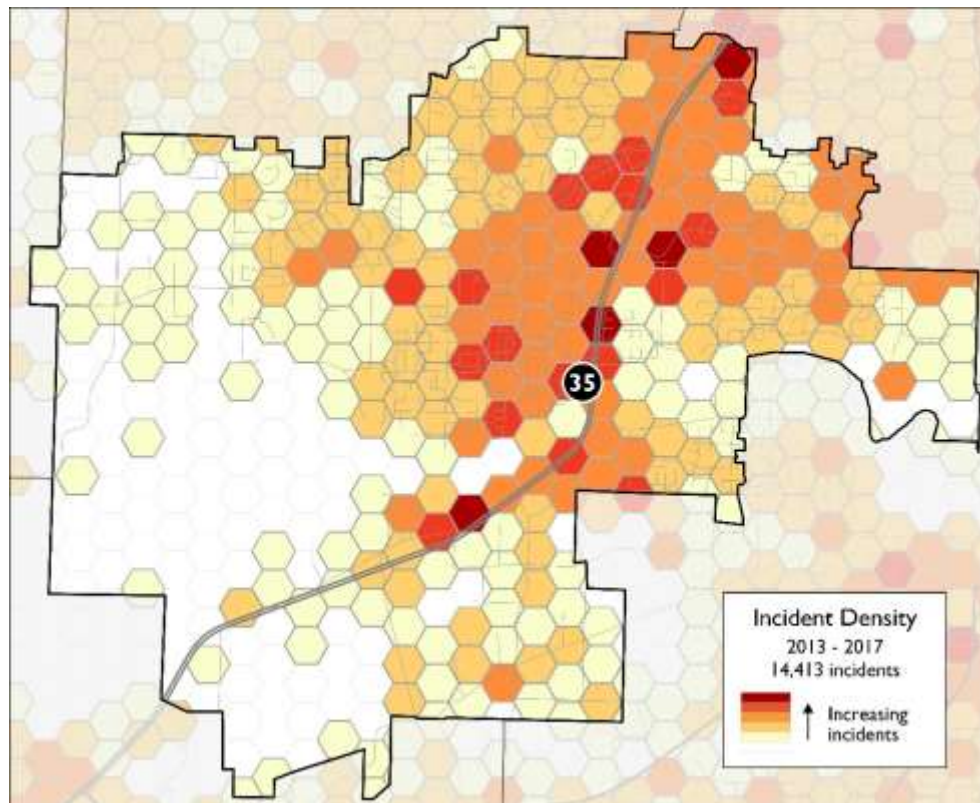 35
Incident Density
2013 - 2017
14,413 incidents
Increasing
incidents